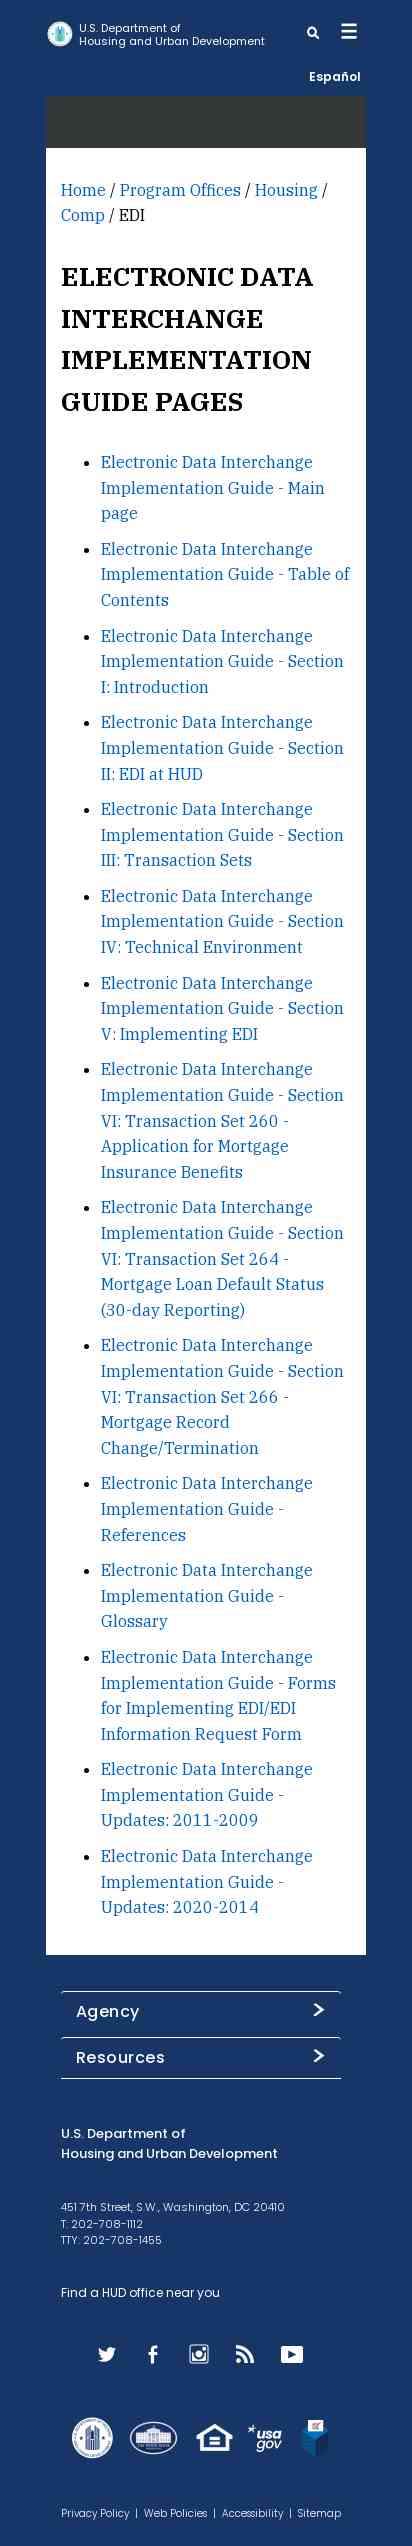 U.S. Department of
Housing and Urban Development
Español
Home / Program Offices / Housing /
Comp / EDI
ELECTRONIC DATA
INTERCHANGE
IMPLEMENTATION
GUIDE PAGES
• Electronic Data Interchange
Implementation Guide - Main
page
• Electronic Data Interchange
Implementation Guide - Table of
Contents
• Electronic Data Interchange
Implementation Guide - Section
I: Introduction
• Electronic Data Interchange
Implementation Guide - Section
II: EDI at HUD
• Electronic Data Interchange
Implementation Guide - Section
III: Transaction Sets
• Electronic Data Interchange
Implementation Guide - Section
IV: Technical Environment
• Electronic Data Interchange
Implementation Guide - Section
V: Implementing EDI
• Electronic Data Interchange
Implementation Guide - Section
VI: Transaction Set 260 -
Application for Mortgage
Insurance Benefits
• Electronic Data Interchange
Implementation Guide - Section
VI: Transaction Set 264 -
Mortgage Loan Default Status
(30-day Reporting)
• Electronic Data Interchange
Implementation Guide - Section
VI: Transaction Set 266 -
Mortgage Record
Change/Termination
• Electronic Data Interchange
Implementation Guide -
References
• Electronic Data Interchange
Implementation Guide -
Glossary
• Electronic Data Interchange
Implementation Guide - Forms
for Implementing EDI/EDI
Information Request Form
• Electronic Data Interchange
Implementation Guide -
Updates: 2011-2009
• Electronic Data Interchange
Implementation Guide -
Updates: 2020-2014
Agency
Resources
U.S. Department of
Housing and Urban Development
451 7th Street, S.W., Washington, DC 20410
T: 202-708-1112
TTY: 202-708-1455
Find a HUD office near you
usa
gov
Privacy Policy | Web Policies | Accessibility | Sitemap